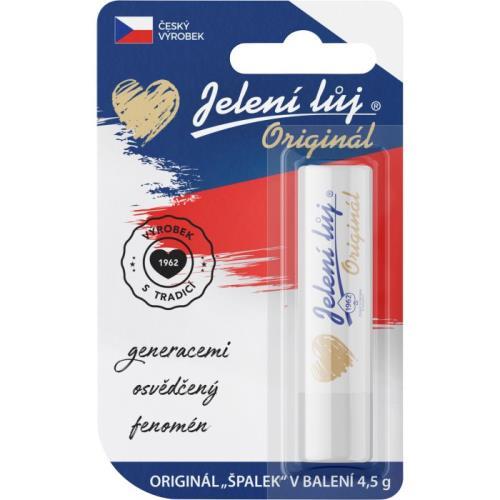 ČESKÝ
VÝROBEK
Jelení lůj ®
Originál
VÝROBEK
1962
S TRADICÍ
generacemi
osvědčený
fenomén
Jelení lůj
Originál
1962
ORIGINÁL „ŠPALEK“ V BALENÍ 4,5 g